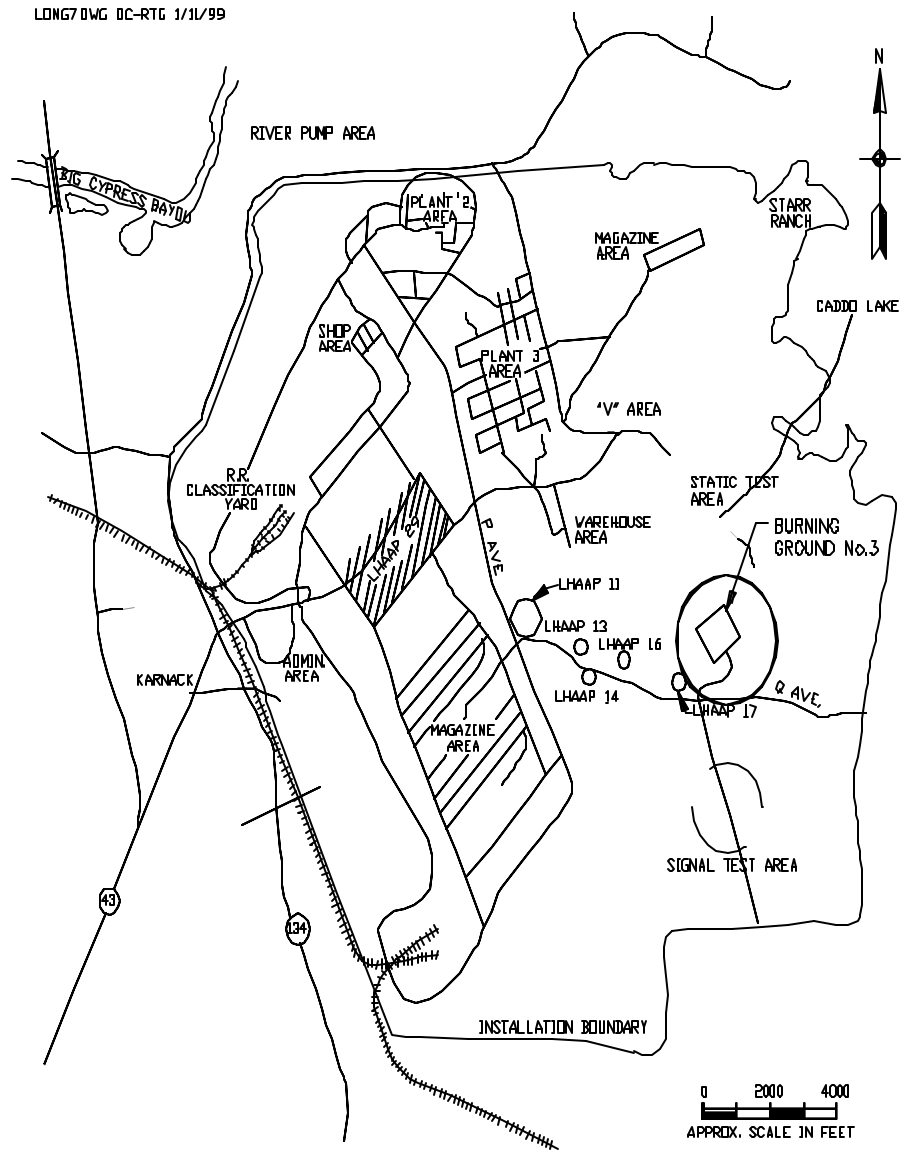 LONG7DWG DC-RTG 1/11/99
N
RIVER PUMP AREA
BIG CYPRESS BAYOU
PLANT 2
AREA
STARR
RANCH
MAGAZINE
AREA
CADDO LAKE
SHOP
AREA
PLANT 3
AREA
"V" AREA
R.R.
CLASSIFICATION
YARD
STATIC TEST
AREA
LHAAP 29
P AVE
WAREHOUSE
AREA
BURNING
GROUND No.3
LHAAP 11
LHAAP 13
LHAAP 16
ADMIN.
AREA
KARNACK
LHAAP 14
Q AVE.
LHAAP 17
MAGAZINE
AREA
SIGNAL TEST AREA
43
134
INSTALLATION BOUNDARY
0 2000 4000
APPROX. SCALE IN FEET